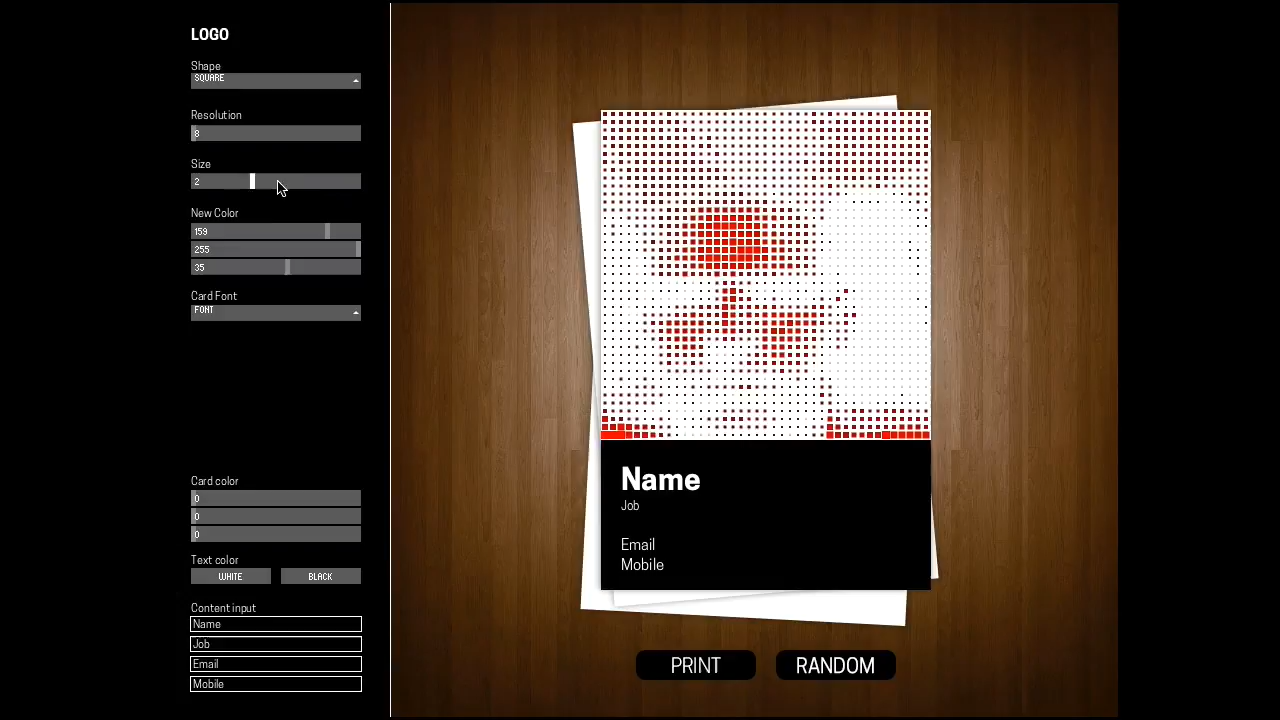 LOGO
Shape
SQUARE
Resolution
8
Size
2
New Color
159
255
35
Card Font
FONT
Card color
0
0
0
Text color
WHITE BLACK
Content input
Name
Job
Email
Mobile
Name
Job
Email
Mobile
PRINT RANDOM